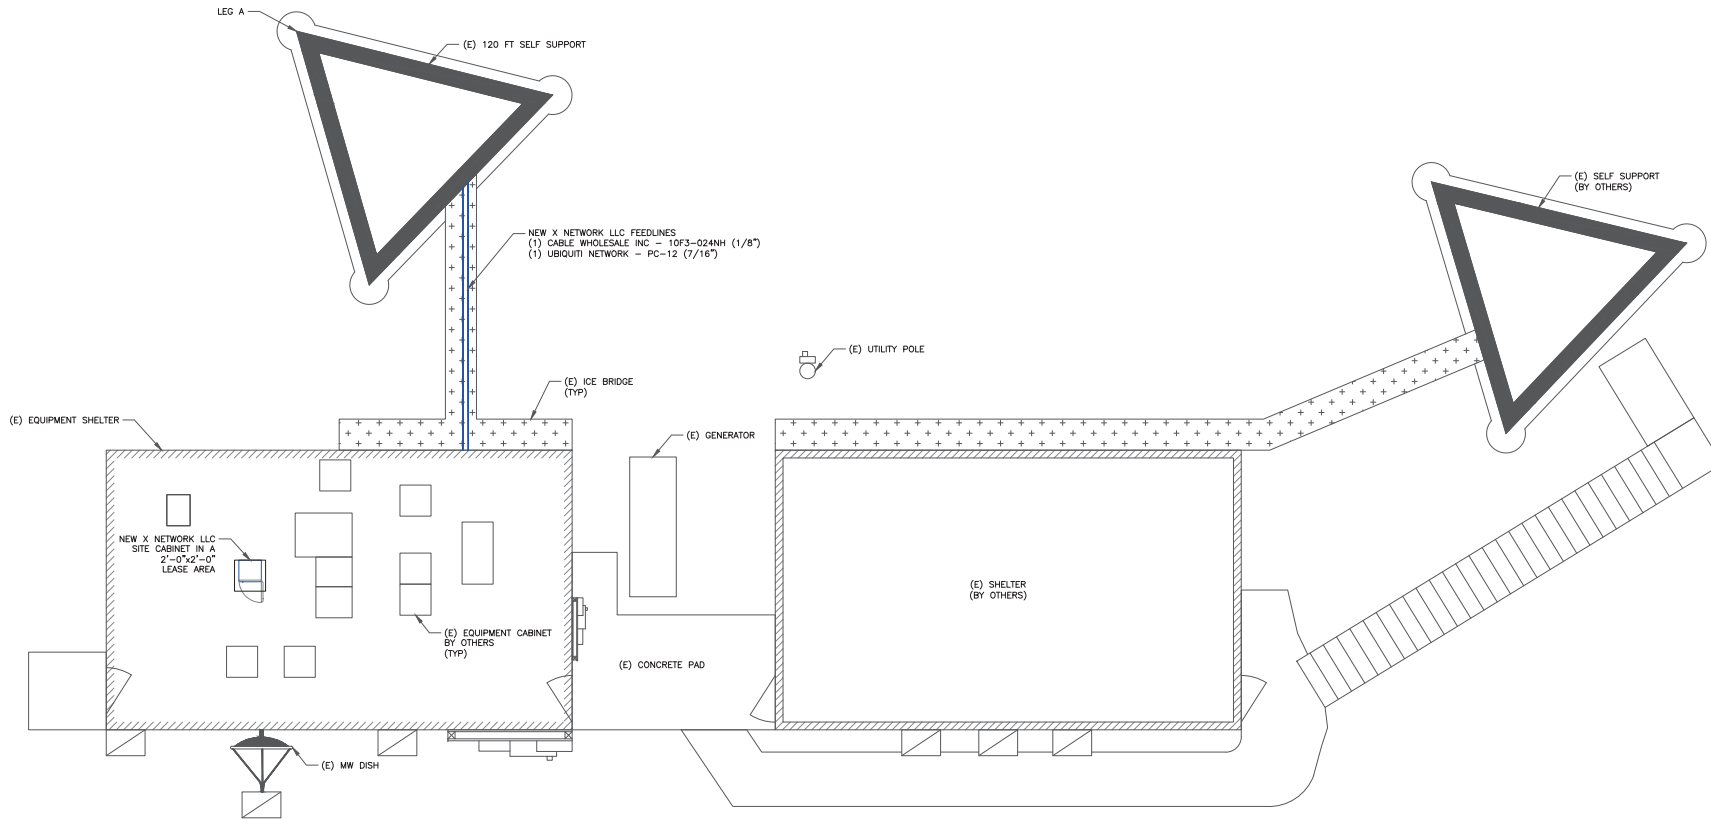 LEG A
(E) 120 FT SELF SUPPORT
(E) SELF SUPPORT
(BY OTHERS)
NEW X NETWORK LLC FEEDLINES
(1) CABLE WHOLESALE INC - 10F3-024NH (1/8")
(1) UBIQUITI NETWORK - PC-12 (7/16")
(E) UTILITY POLE
(E) ICE BRIDGE
(TYP)
(E) EQUIPMENT SHELTER
(E) GENERATOR
NEW X NETWORK LLC
SITE CABINET IN A
2'-0"x2'-0"
LEASE AREA
(E) SHELTER
(BY OTHERS)
(E) EQUIPMENT CABINET
BY OTHERS
(TYP)
(E) CONCRETE PAD
(E) MW DISH